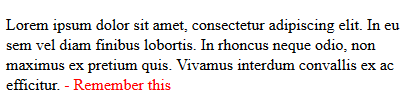 Lorem ipsum dolor sit amet, consectetur adipiscing elit. In eu
sem vel diam finibus lobortis. In rhoncus neque odio, non
maximus ex pretium quis. Vivamus interdum convallis ex ac
efficitur. - Remember this